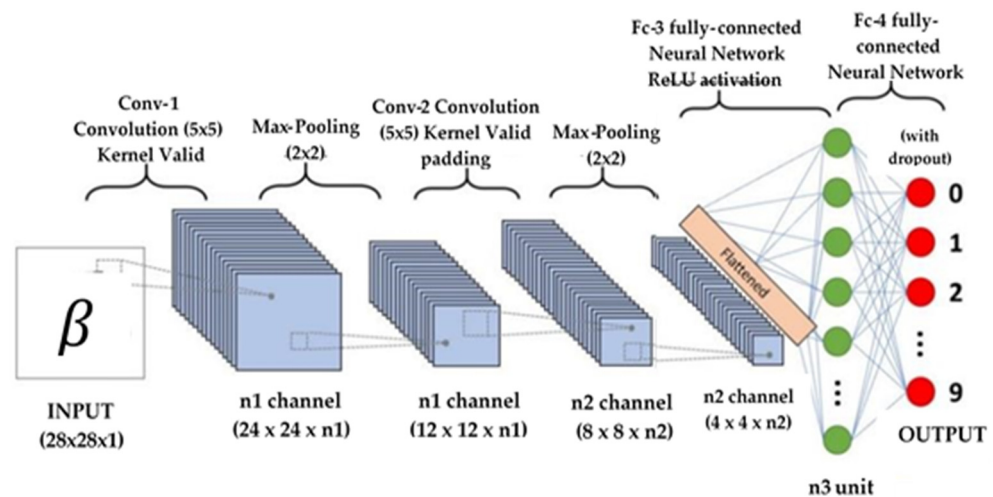 Fc-3 fully-connected
Neural Network
ReLU activation
Fc-4 fully-
connected
Neural Network
Conv-1
Convolution (5x5)
Kernel Valid
Max-Pooling
(2x2)
Conv-2 Convolution
(5x5) Kernel Valid
padding
Max-Pooling
(2x2)
(with
dropout)
β
Flattened
0
1
2
⋮
9
⋮
INPUT
(28x28x1)
n1 channel
(24 x 24 x n1)
n1 channel
(12 x 12 x n1)
n2 channel
(8 x 8 x n2)
n2 channel
(4 x 4 x n2)
OUTPUT
n3 unit